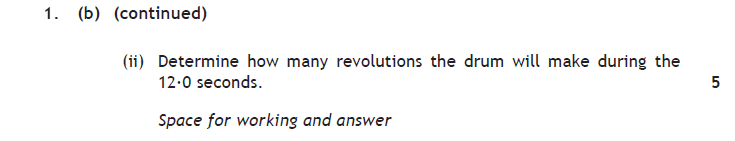 1. (b) (continued)
(ii) Determine how many revolutions the drum will make during the
12·0 seconds.
5
Space for working and answer